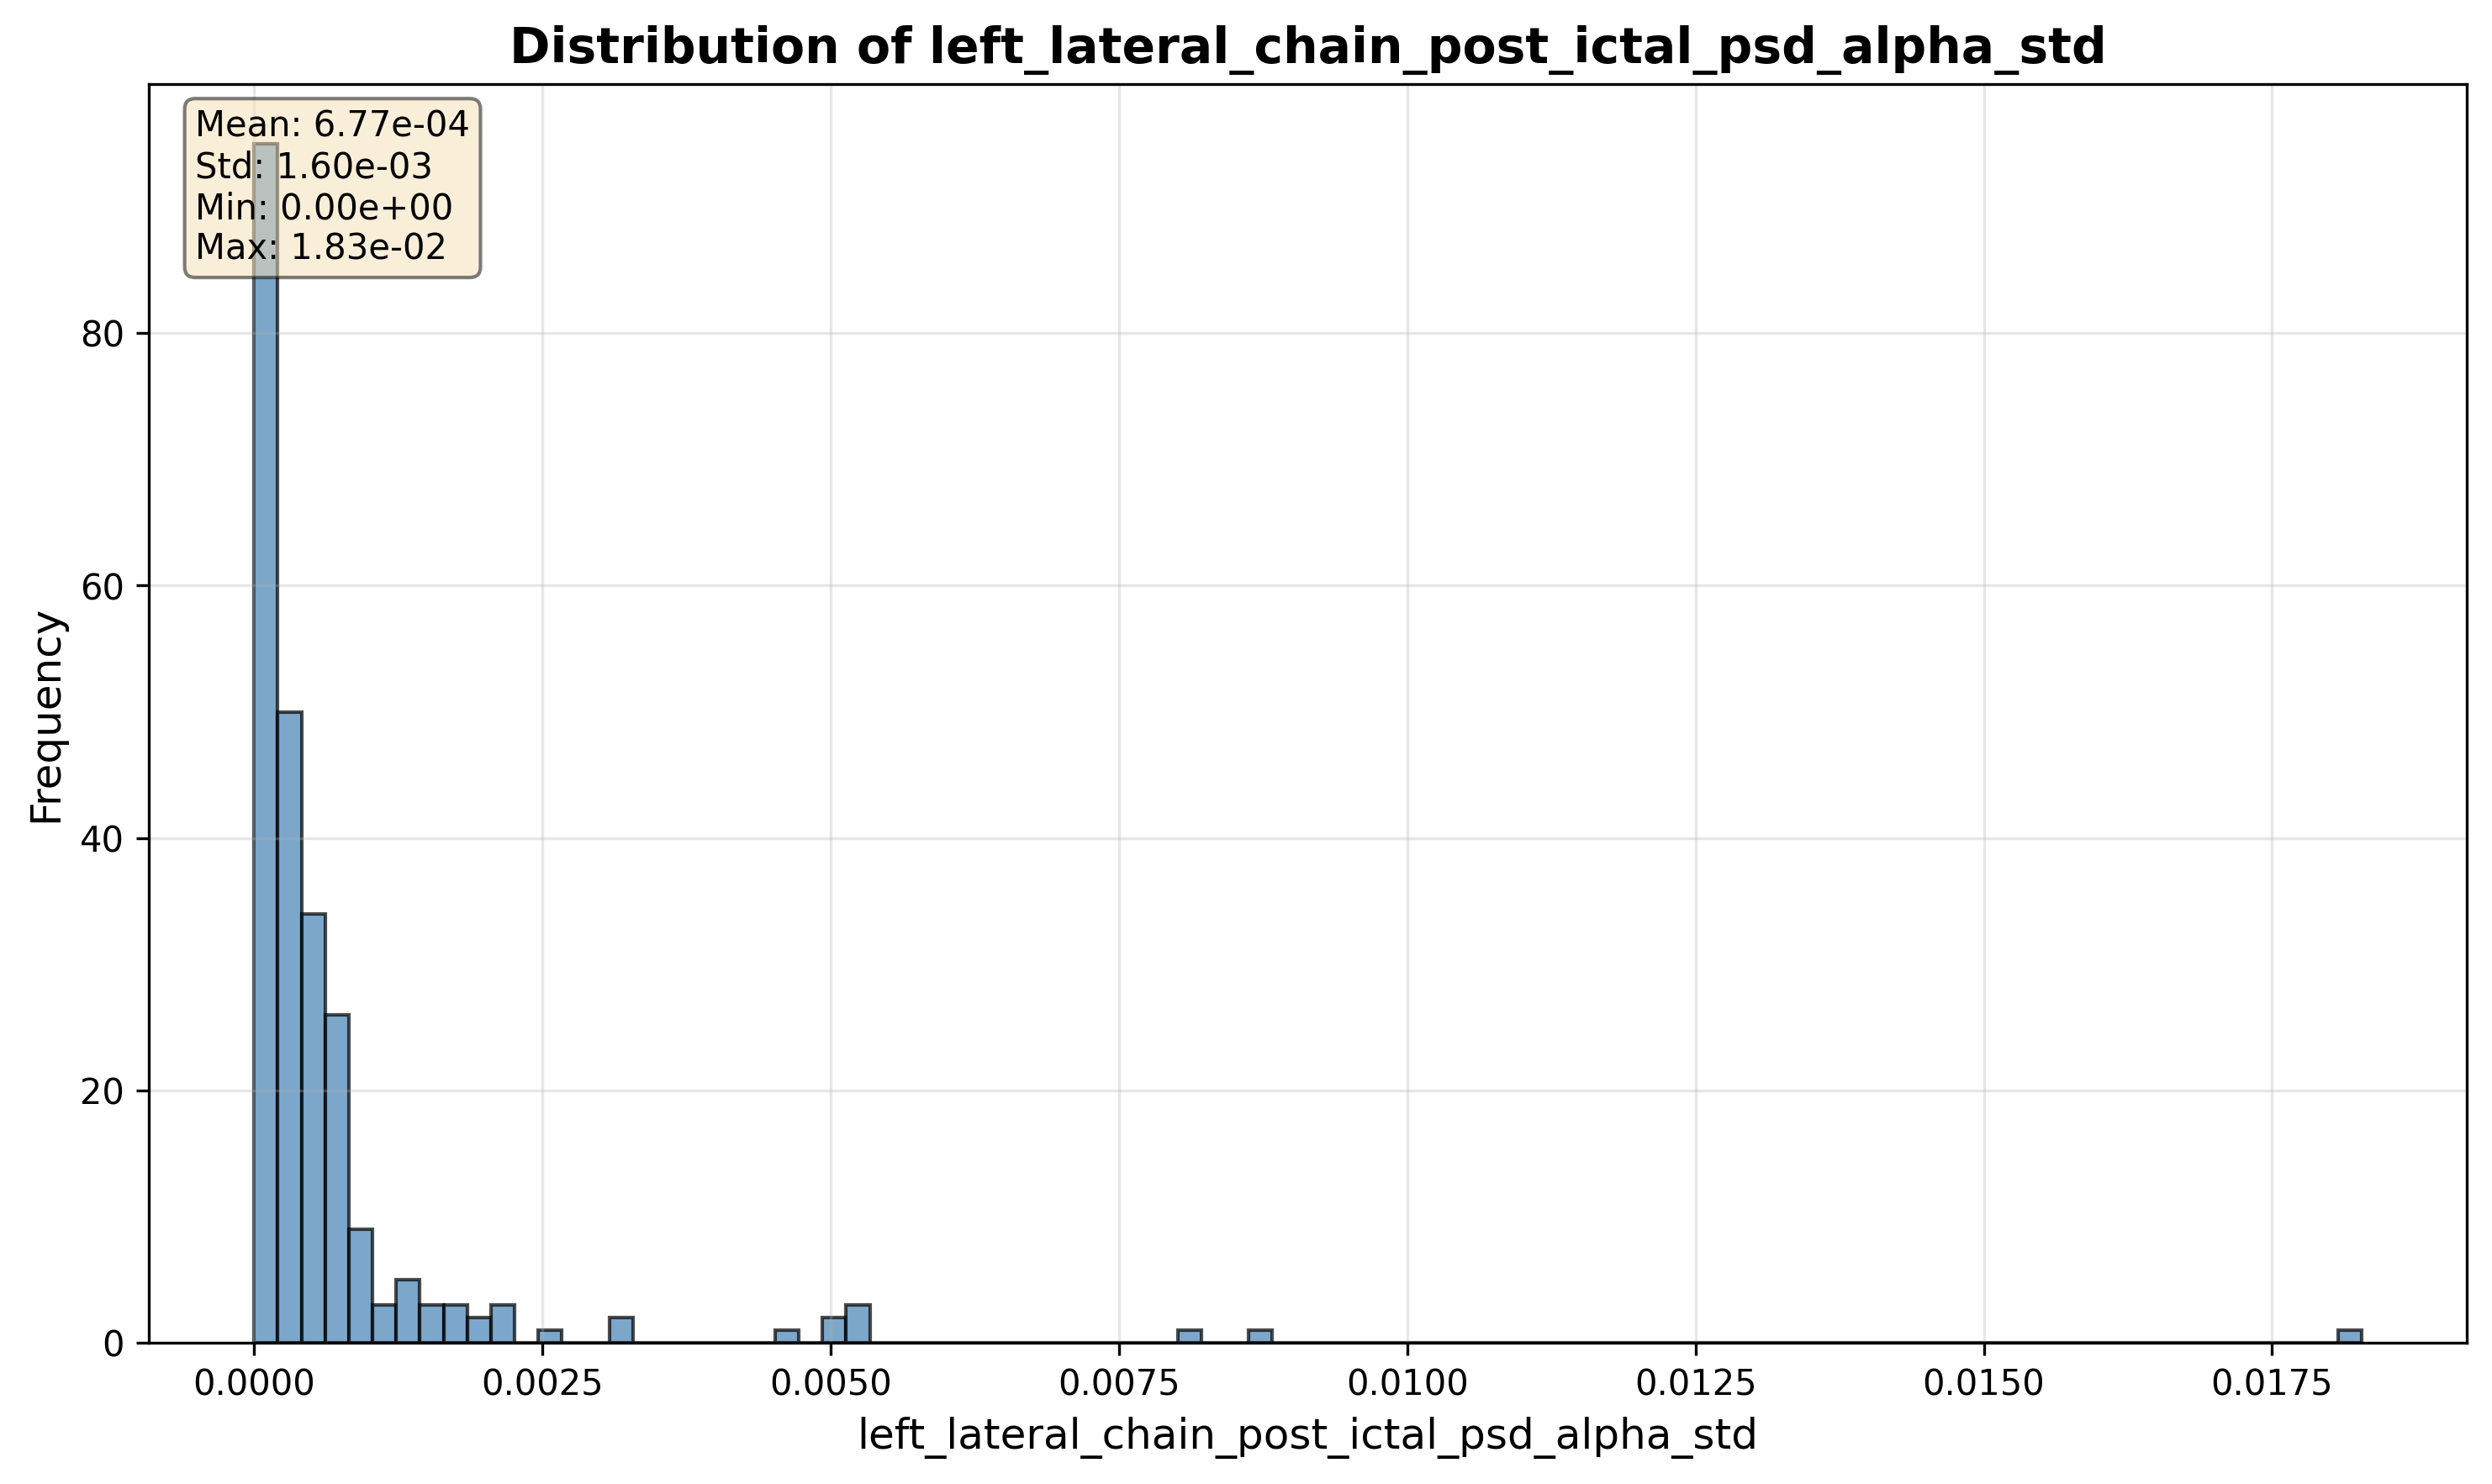 Distribution of left_lateral_chain_post_ictal_psd_alpha_std
Mean: 6.77e-04
Std: 1.60e-03
Min: 0.00e+00
Max: 1.83e-02
Frequency
80
60
40
20
0
0.0000 0.0025 0.0050 0.0075 0.0100 0.0125 0.0150 0.0175
left_lateral_chain_post_ictal_psd_alpha_std